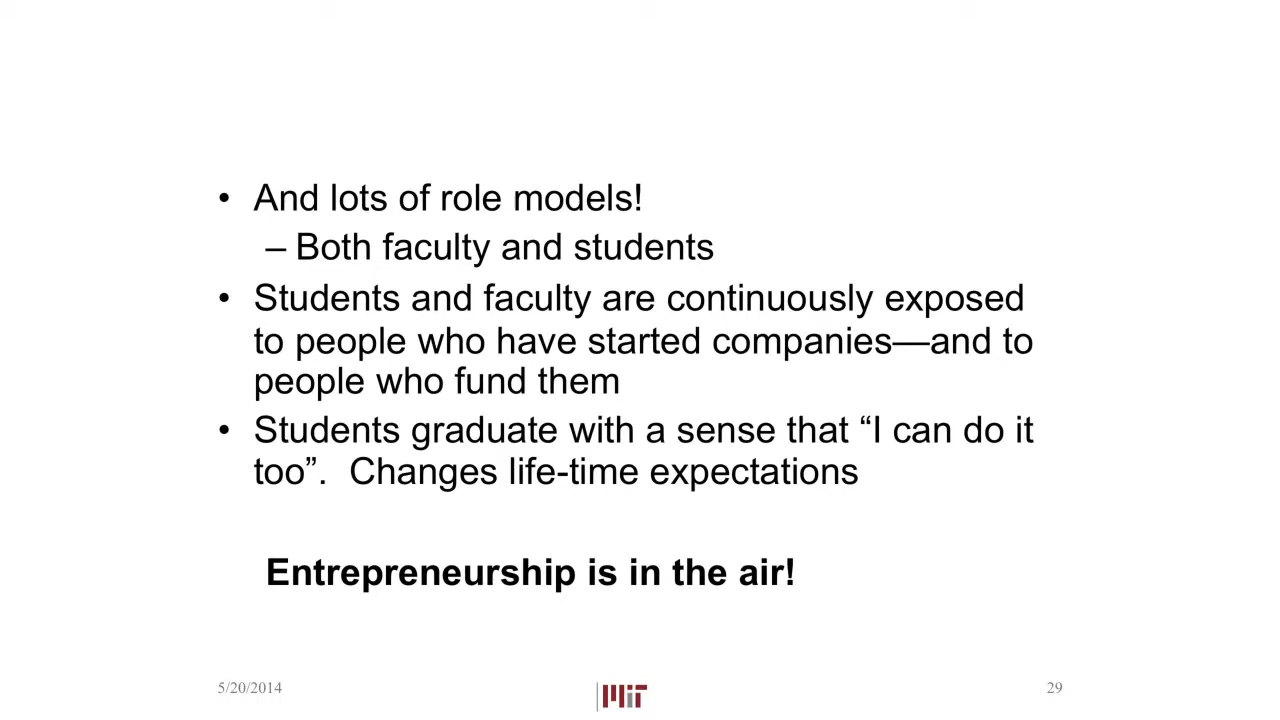 • And lots of role models!
– Both faculty and students
• Students and faculty are continuously exposed
to people who have started companies—and to
people who fund them
• Students graduate with a sense that “I can do it
too”.  Changes life-time expectations
Entrepreneurship is in the air!
5/20/2014
MIT
29